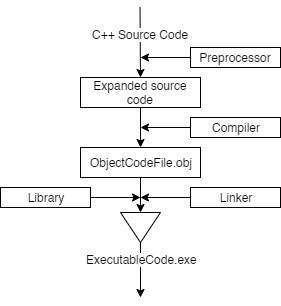 C++ Source Code
Preprocessor
Expanded source
code
Compiler
ObjectCodeFile.obj
Library
Linker
ExecutableCode.exe